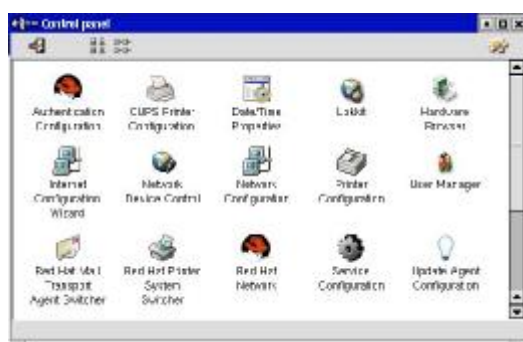 Control panel
Authentication
Configuration
CUPS Printer
Configuration
Date/Time
Properties
Lokkit
Hardware
Browser
Internet
Configuration
Wizard
Network
Device Control
Network
Configuration
Printer
Configuration
User Manager
Red Hat Mail
Transport
Agent Switcher
Red Hat Printer
System
Switcher
Red Hat
Network
Service
Configuration
Update Agent
Configuration